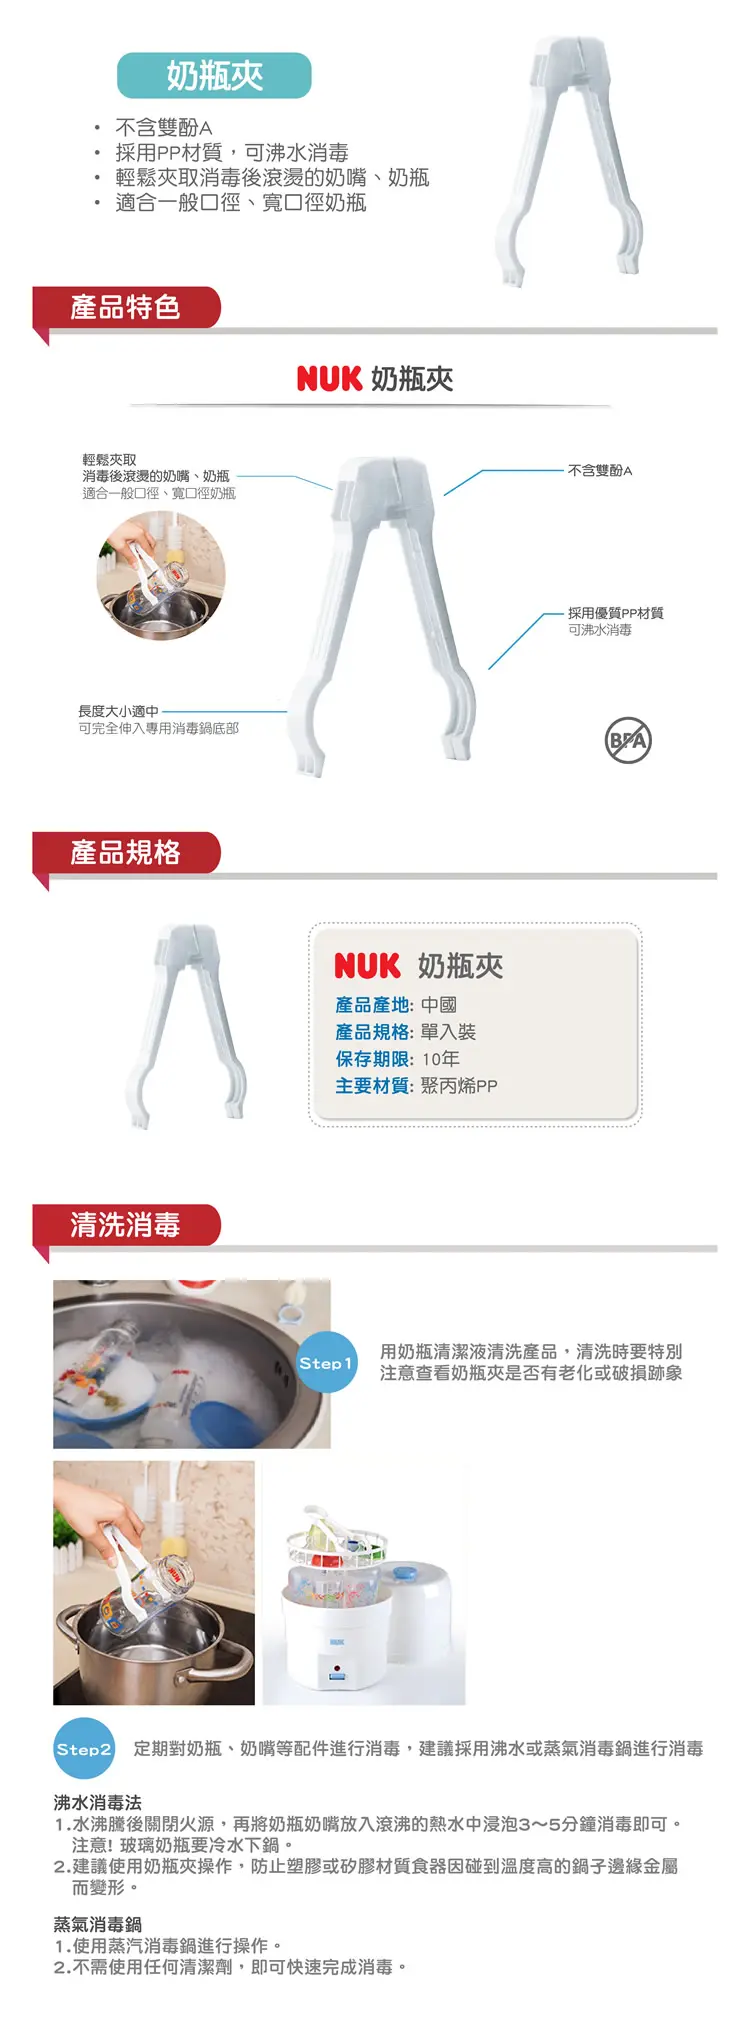 奶瓶夾
• 不含雙酚A
• 採用PP材質，可沸水消毒
• 輕鬆夾取消毒後滾燙的奶嘴、奶瓶
• 適合一般口徑、寬口徑奶瓶
產品特色
NUK 奶瓶夾
輕鬆夾取
消毒後滾燙的奶嘴、奶瓶
適合一般口徑、寬口徑奶瓶
不含雙酚A
NUK
採用優質PP材質
可沸水消毒
長度大小適中
可完全伸入專用消毒鍋底部
BPA
產品規格
NUK 奶瓶夾
產品產地: 中國
產品規格: 單入裝
保存期限: 10年
主要材質: 聚丙烯PP
清洗消毒
Step1
用奶瓶清潔液清洗產品，清洗時要特別
注意查看奶瓶夾是否有老化或破損跡象
NUK
NUK
Step2
定期對奶瓶、奶嘴等配件進行消毒，建議採用沸水或蒸氣消毒鍋進行消毒
沸水消毒法
1.水沸騰後關閉火源，再將奶瓶奶嘴放入滾沸的熱水中浸泡3～5分鐘消毒即可。
注意! 玻璃奶瓶要冷水下鍋。
2.建議使用奶瓶夾操作，防止塑膠或矽膠材質食器因碰到溫度高的鍋子邊緣金屬
而變形。
蒸氣消毒鍋
1.使用蒸汽消毒鍋進行操作。
2.不需使用任何清潔劑，即可快速完成消毒。